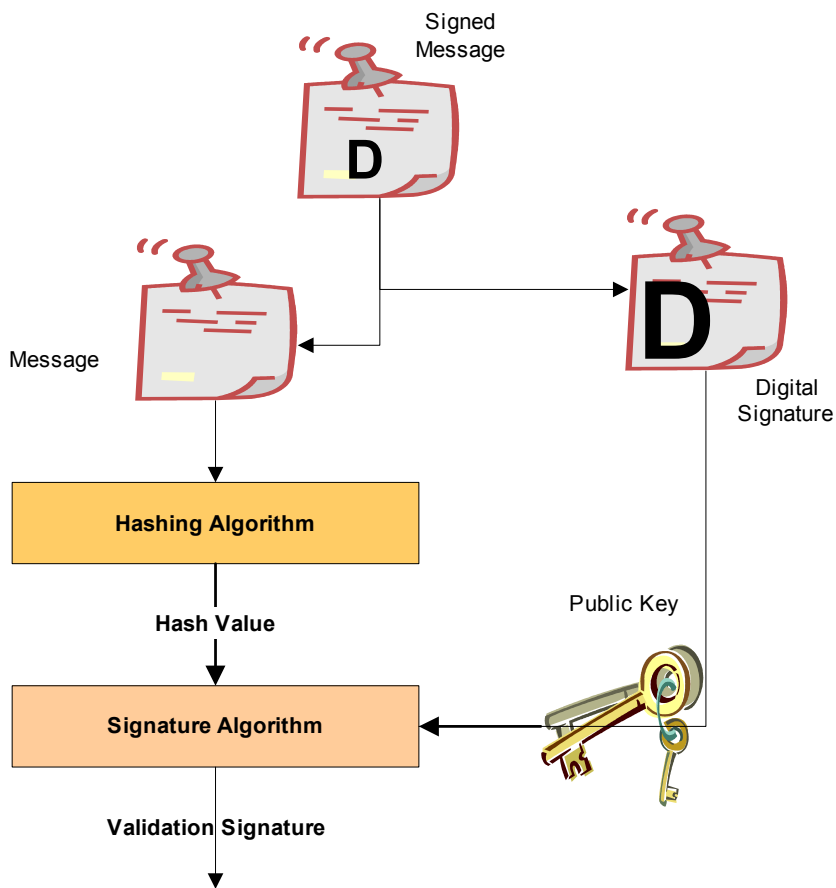 Signed
Message
D
D
Message
Digital
Signature
Hashing Algorithm
Public Key
Hash Value
Signature Algorithm
Validation Signature